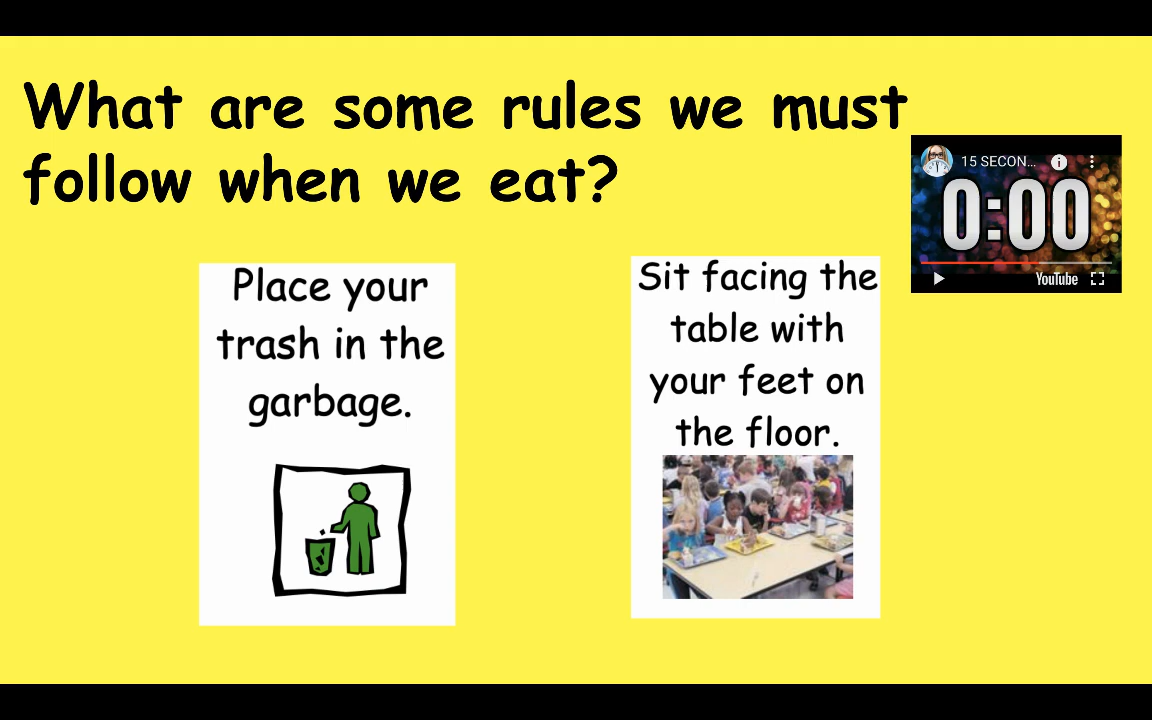 What are some rules we must
follow when we eat?
15 SECON...
0:00
YouTube
Place your
trash in the
garbage.
Sit facing the
table with
your feet on
the floor.